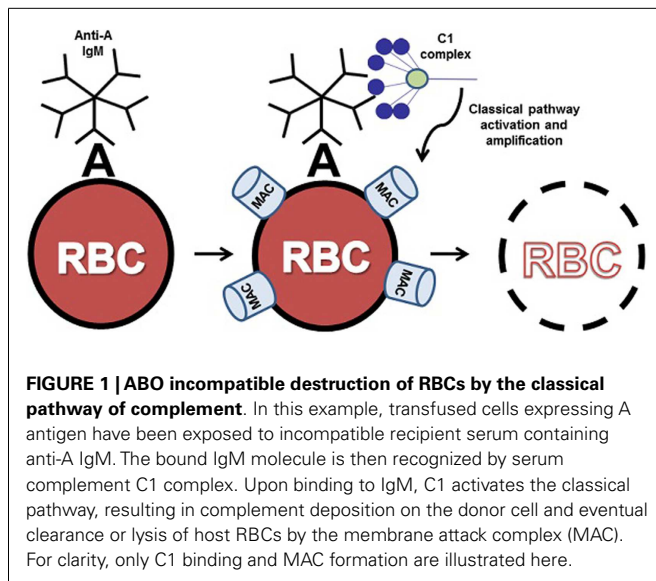 Anti-A
IgM
C1
complex
Classical pathway
activation and
amplification
A
A
MAC
MAC
RBC
RBC
RBC
MAC
MAC
FIGURE 1 | ABO incompatible destruction of RBCs by the classical
pathway of complement. In this example, transfused cells expressing A
antigen have been exposed to incompatible recipient serum containing
anti-A IgM. The bound IgM molecule is then recognized by serum
complement C1 complex. Upon binding to IgM, C1 activates the classical
pathway, resulting in complement deposition on the donor cell and eventual
clearance or lysis of host RBCs by the membrane attack complex (MAC).
For clarity, only C1 binding and MAC formation are illustrated here.